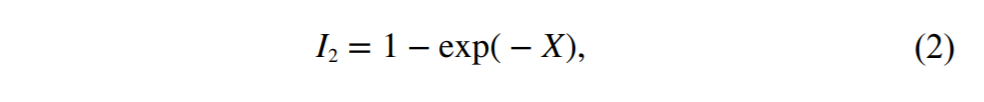 I₂ = 1 − exp( − X), (2)